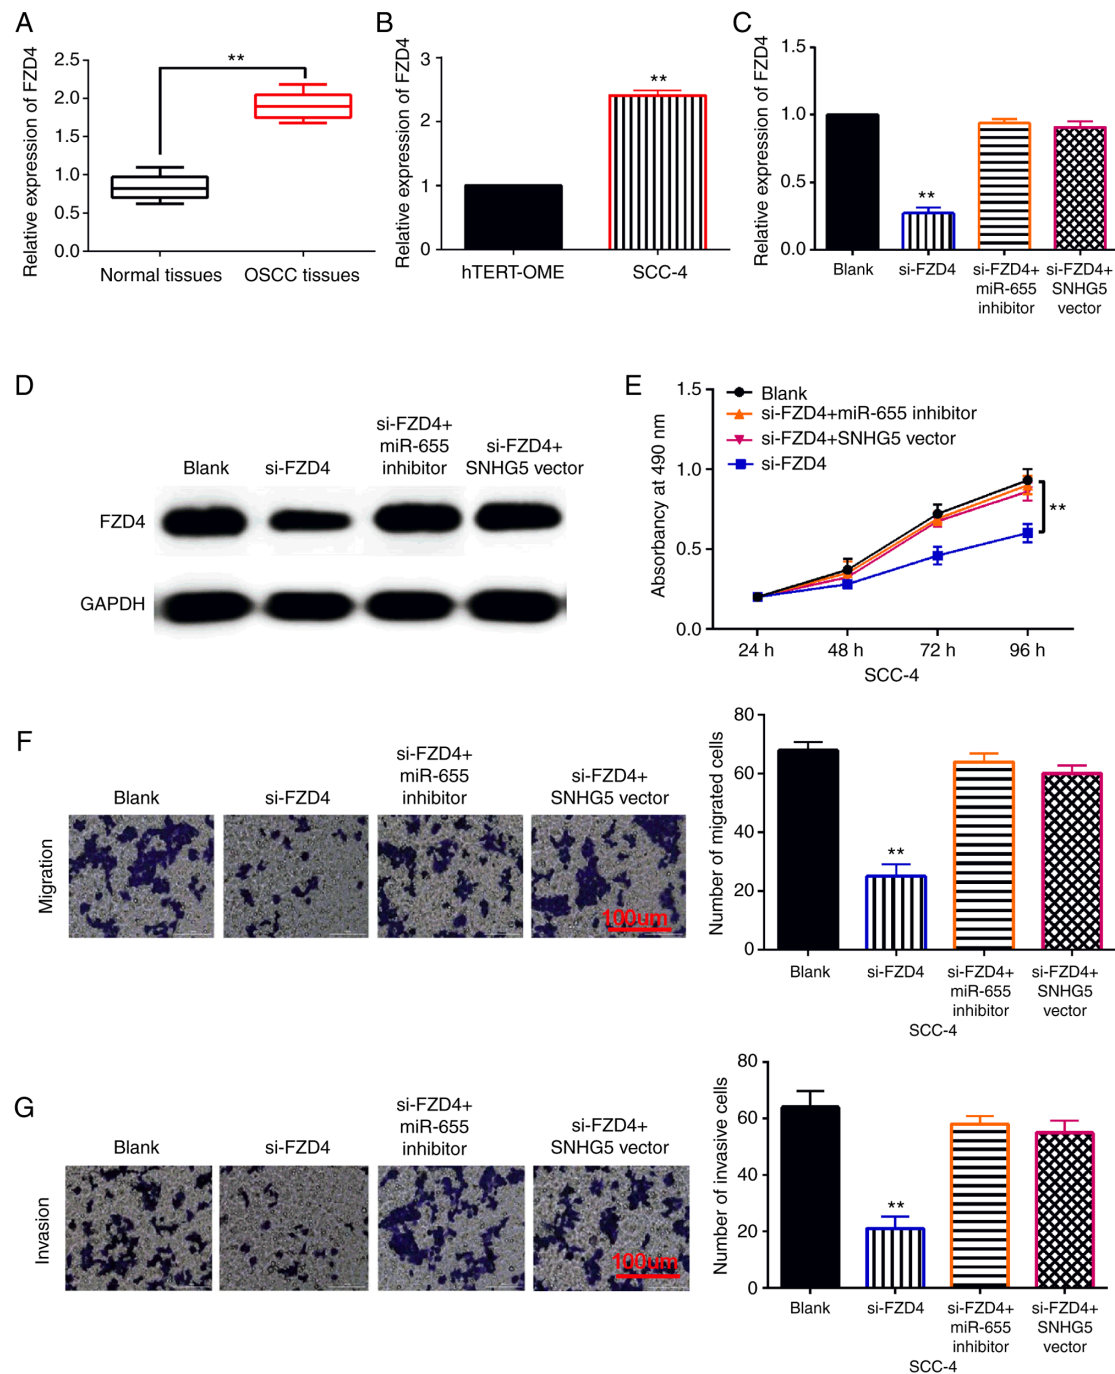 A
Relative expression of FZD4
2.5
2.0
1.5
1.0
0.5
0.0
**
Normal tissues
OSCC tissues
B
Relative expression of FZD4
3
2
1
0
**
hTERT-OME
SCC-4
C
Relative expression of FZD4
1.5
1.0
0.5
0.0
**
Blank
si-FZD4
si-FZD4+
miR-655
inhibitor
si-FZD4+
SNHG5
vector
D
Blank
si-FZD4
si-FZD4+
miR-655
inhibitor
si-FZD4+
SNHG5 vector
FZD4
GAPDH
E
Absorbancy at 490 nm
1.5
1.0
0.5
0.0
Blank
si-FZD4+miR-655 inhibitor
si-FZD4+SNHG5 vector
si-FZD4
**
24 h
48 h
72 h
96 h
SCC-4
F
Migration
Blank
si-FZD4
si-FZD4+
miR-655
inhibitor
si-FZD4+
SNHG5 vector
100um
Number of migrated cells
80
60
40
20
0
**
Blank
si-FZD4
si-FZD4+
miR-655
inhibitor
si-FZD4+
SNHG5
vector
SCC-4
G
Invasion
Blank
si-FZD4
si-FZD4+
miR-655
inhibitor
si-FZD4+
SNHG5 vector
100um
Number of invasive cells
80
60
40
20
0
**
Blank
si-FZD4
si-FZD4+
miR-655
inhibitor
si-FZD4+
SNHG5
vector
SCC-4